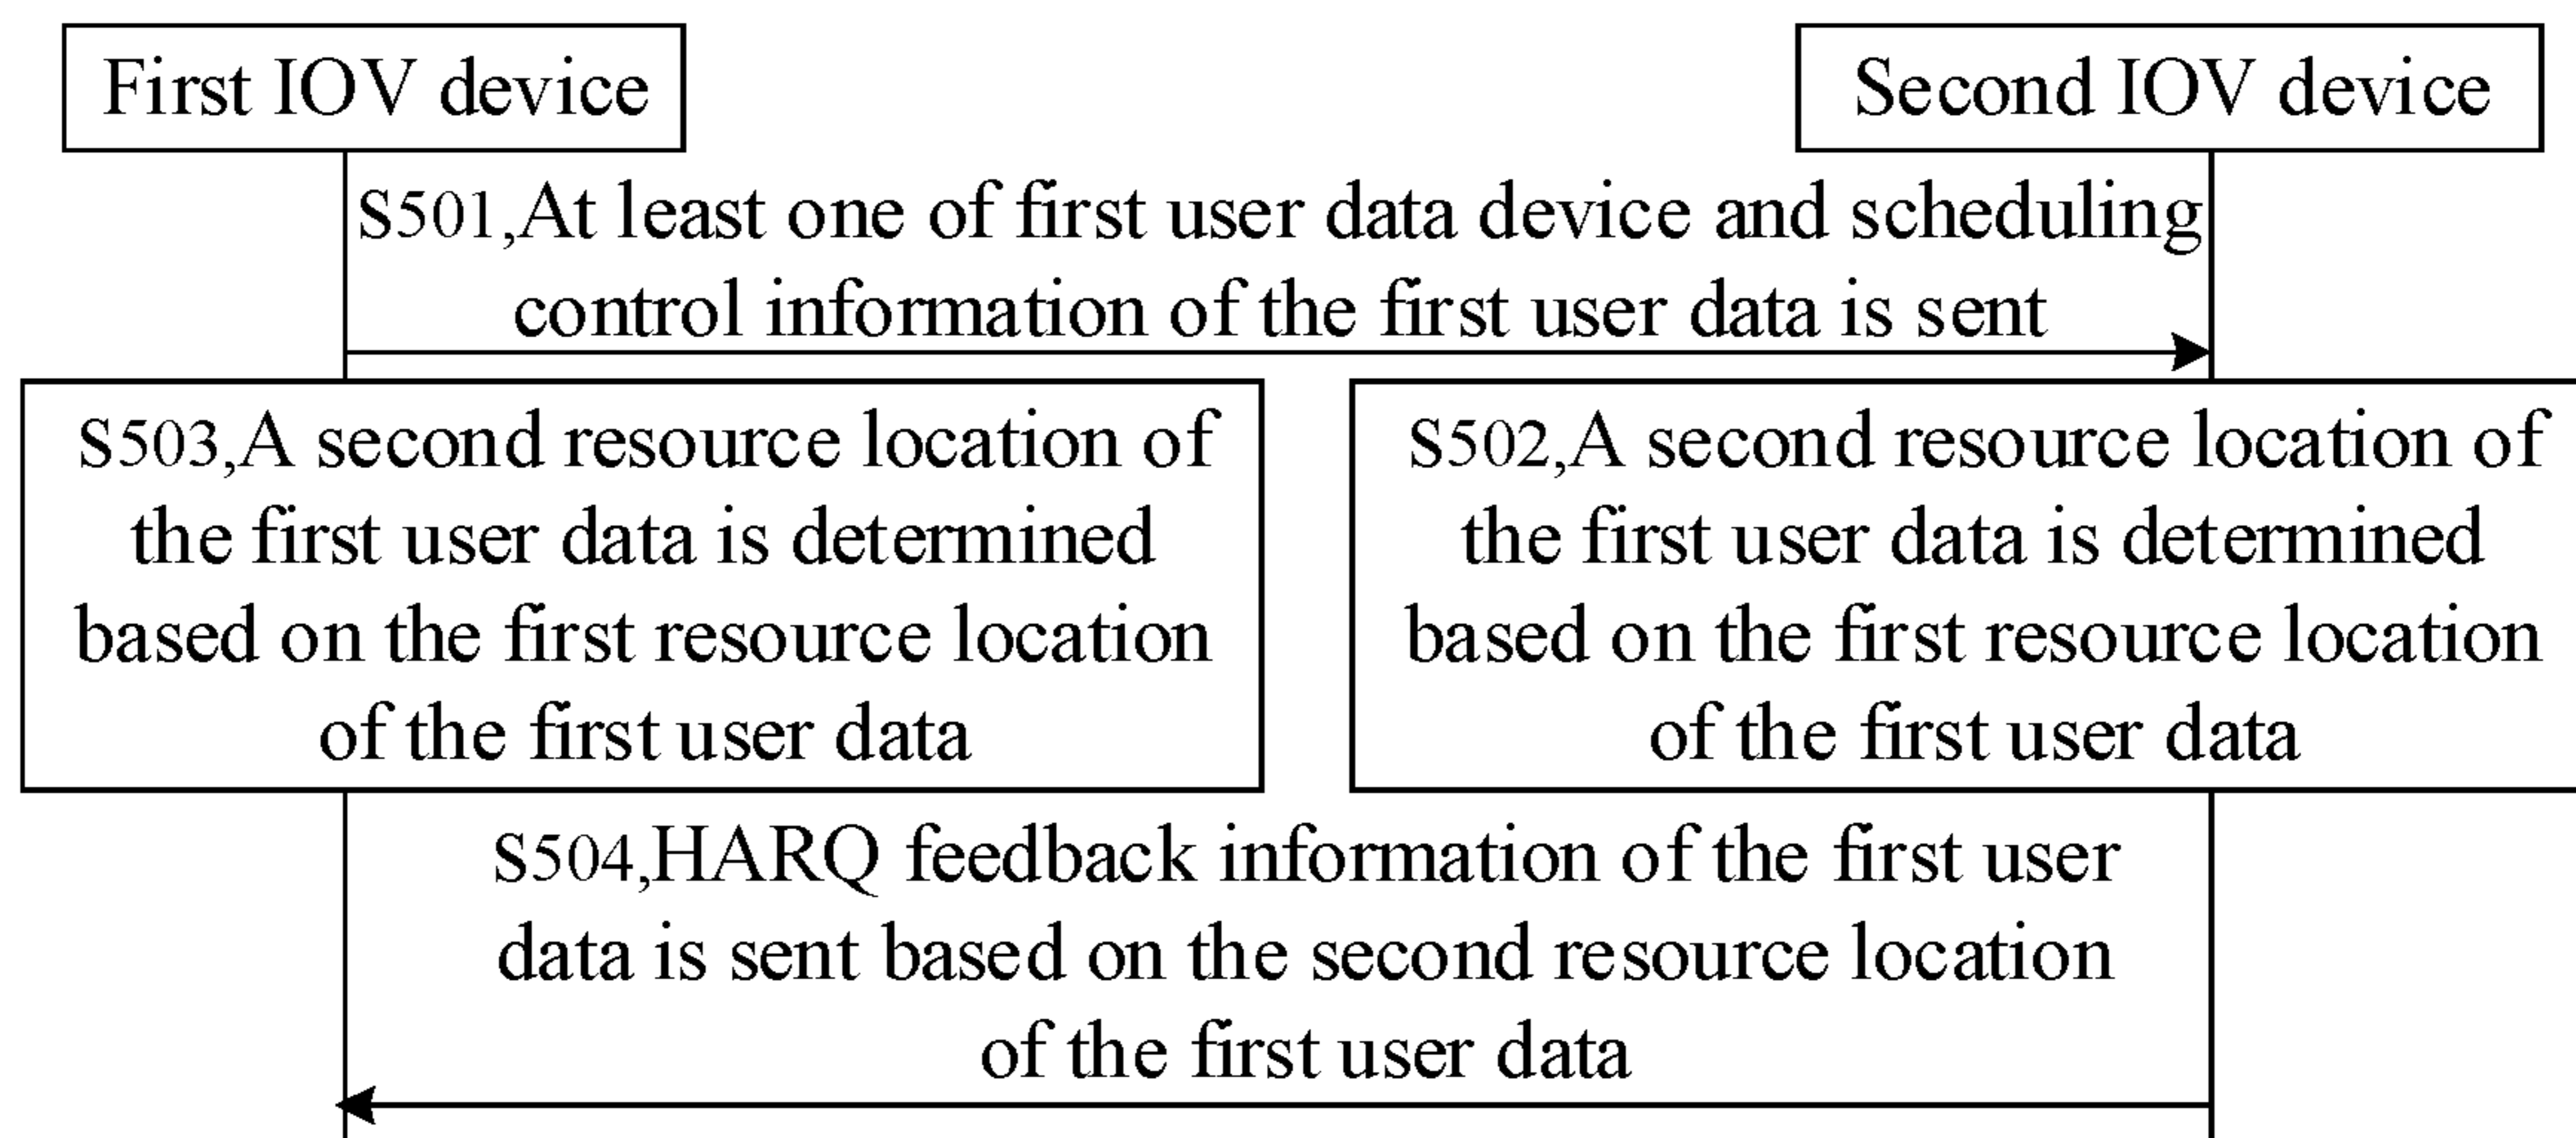 First IOV device
Second IOV device
S501,At least one of first user data device and scheduling
control information of the first user data is sent
S503,A second resource location of
the first user data is determined
based on the first resource location
of the first user data
S502,A second resource location of
the first user data is determined
based on the first resource location
of the first user data
S504,HARQ feedback information of the first user
data is sent based on the second resource location
of the first user data